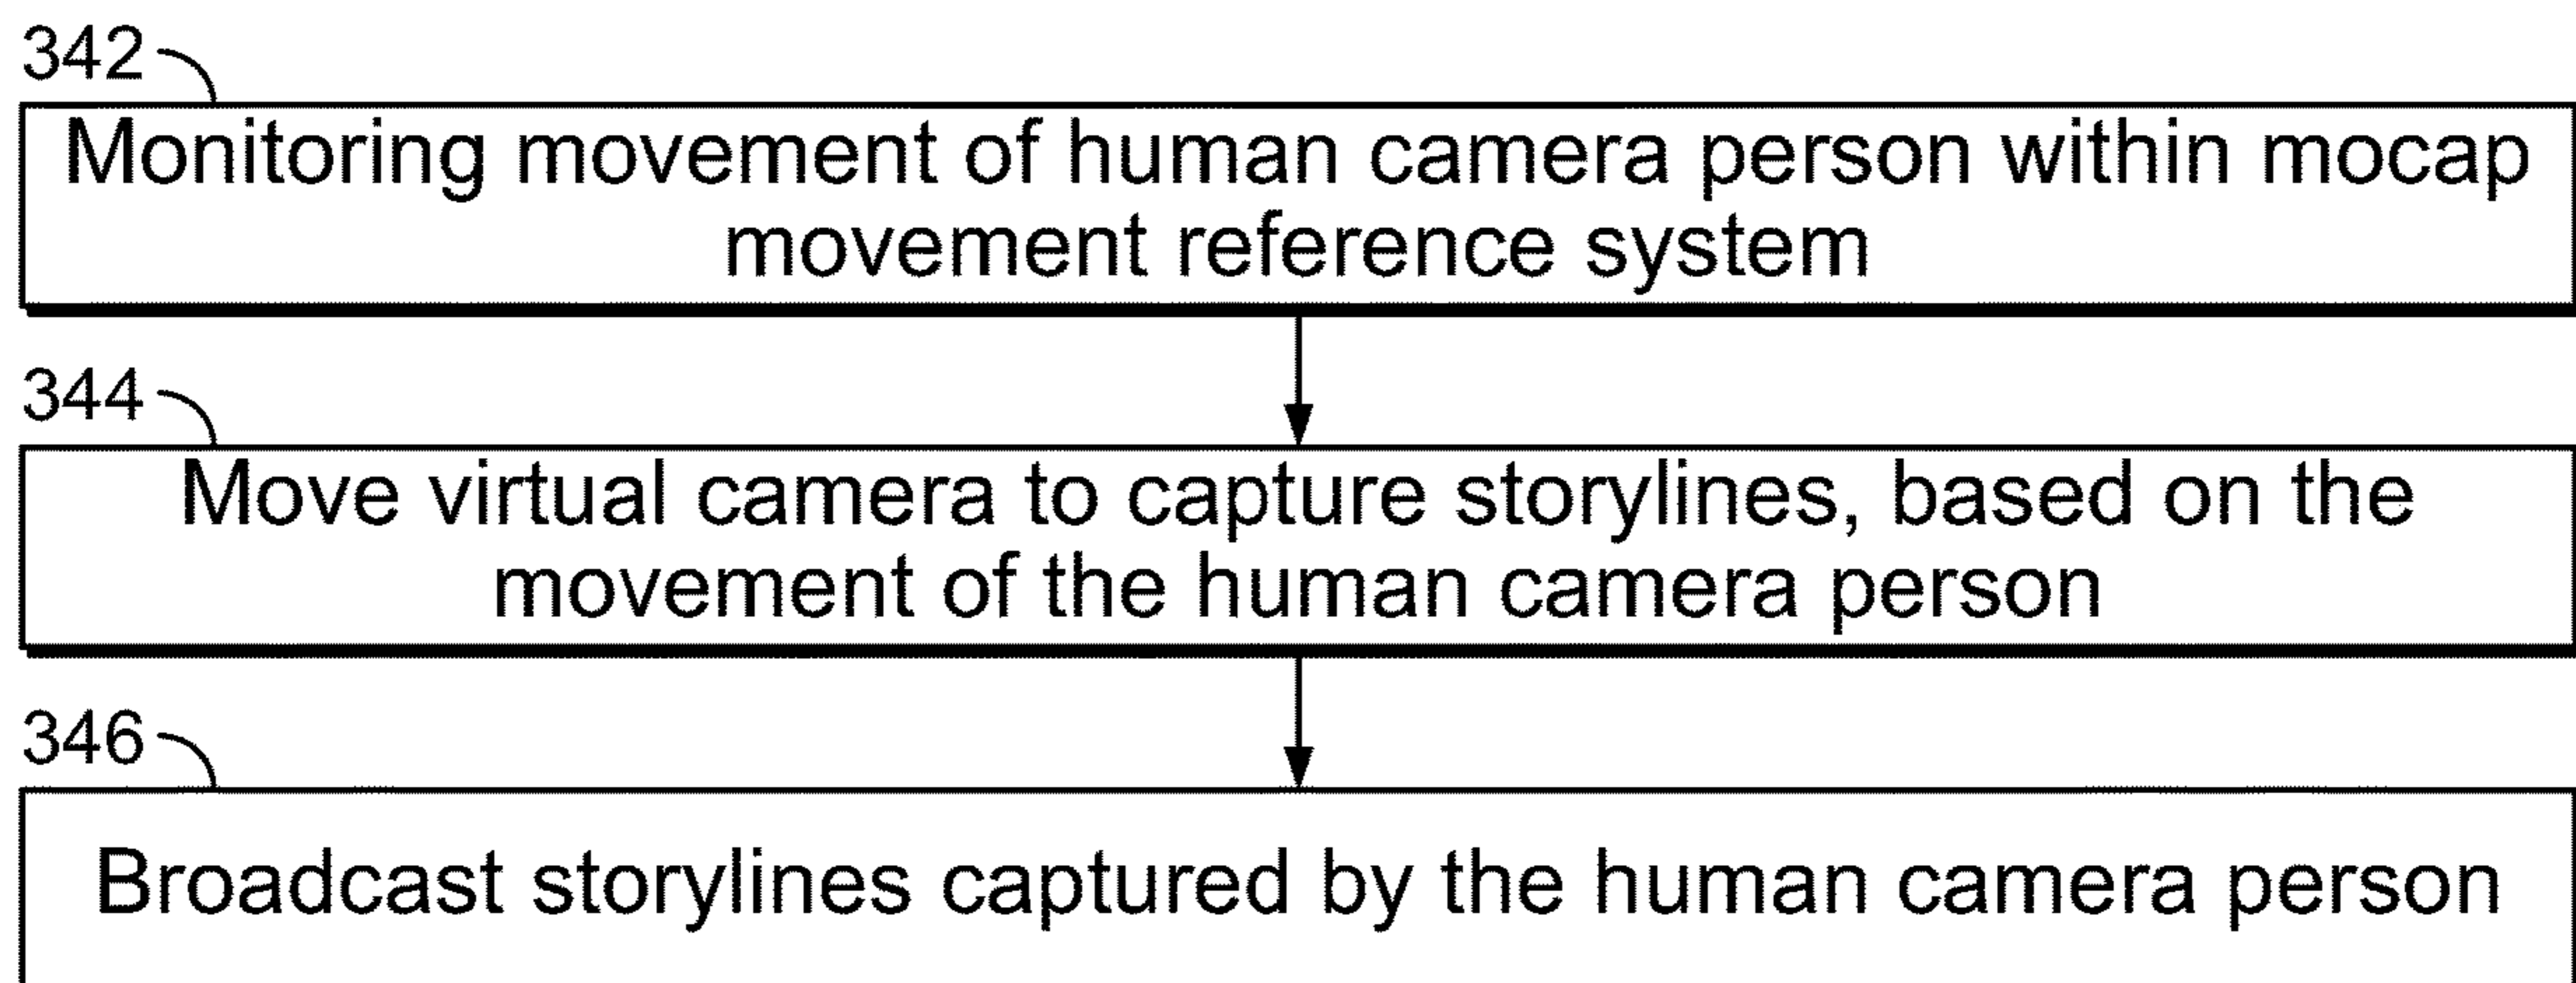 342
Monitoring movement of human camera person within mocap
movement reference system
344
Move virtual camera to capture storylines, based on the
movement of the human camera person
346
Broadcast storylines captured by the human camera person